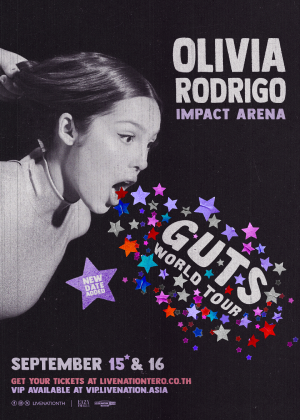 OLIVIA
RODRIGO
IMPACT ARENA
GUTS
WORLD TOUR
NEW
DATE
ADDED
SEPTEMBER 15* & 16
GET YOUR TICKETS AT LIVENATIONTERO.CO.TH
VIP AVAILABLE AT VIPLIVENATION.ASIA
LIVENATIONTH